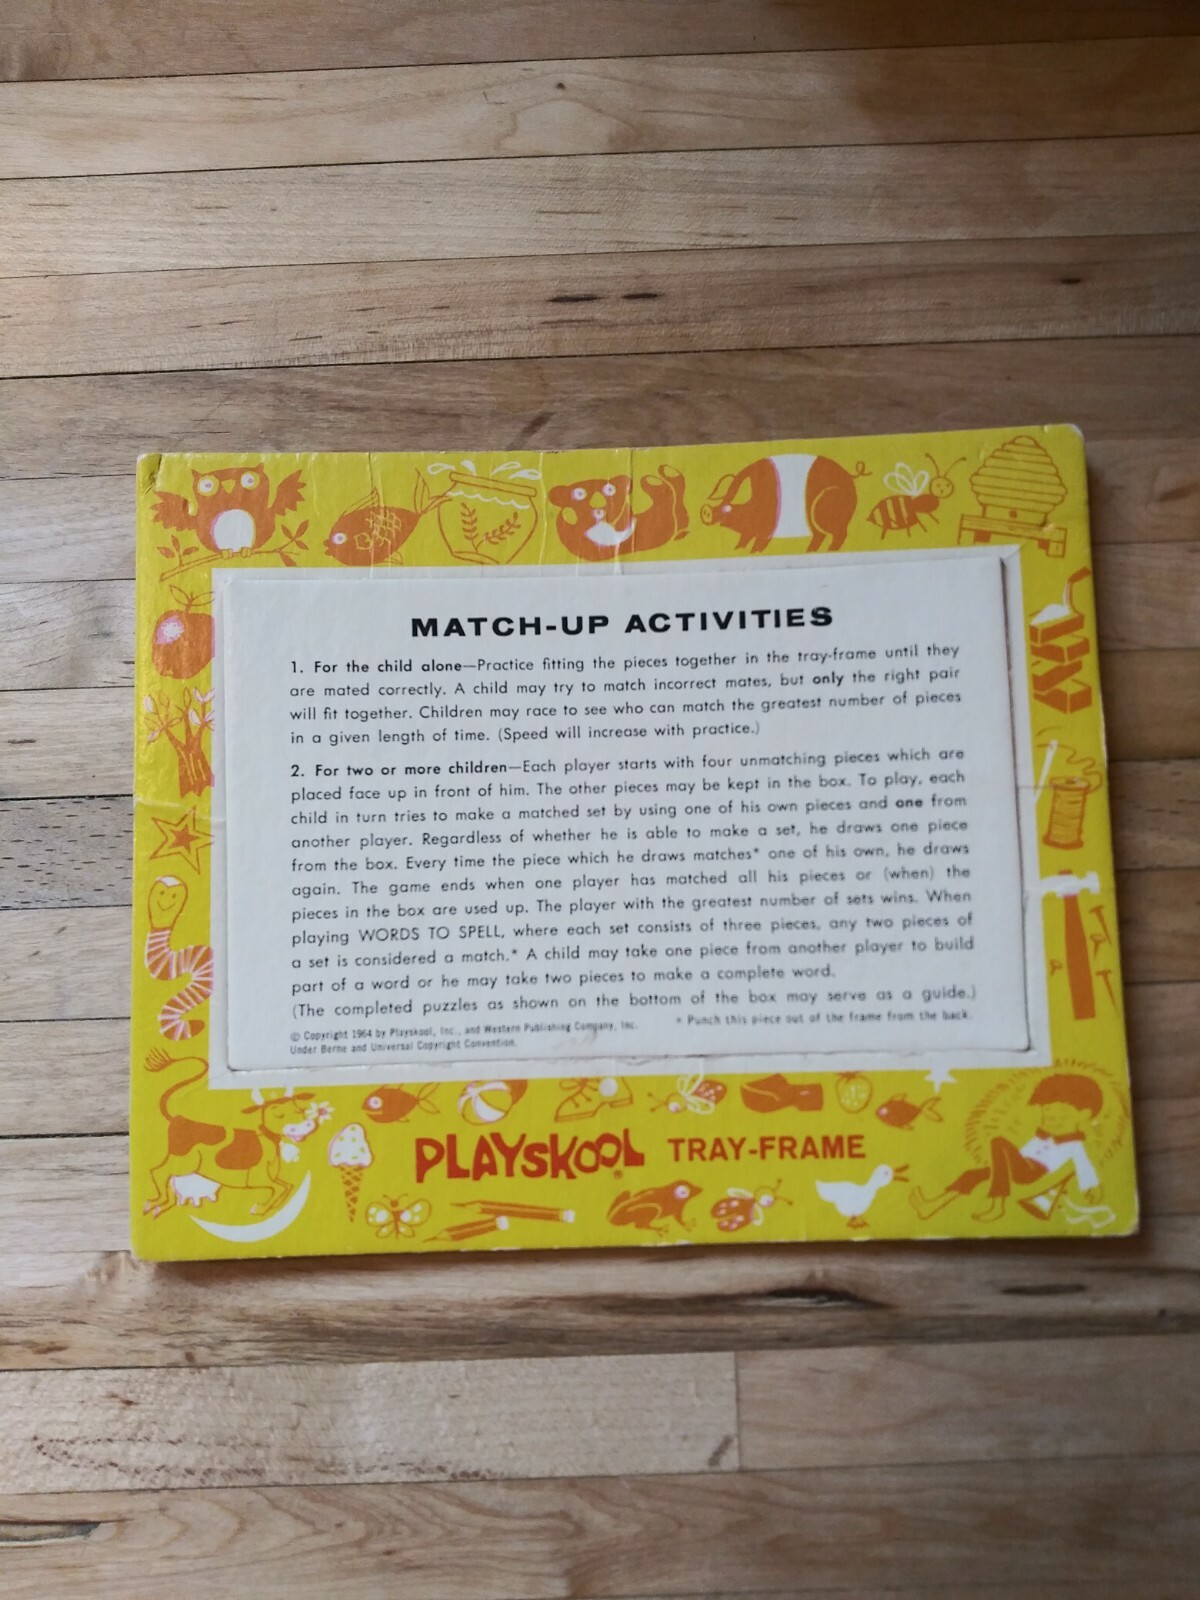 MATCH-UP ACTIVITIES
1. For the child alone—Practice fitting the pieces together in the tray-frame until they
are mated correctly. A child may try to match incorrect mates, but only the right pair
will fit together. Children may race to see who can match the greatest number of pieces
in a given length of time. (Speed will increase with practice.)
2. For two or more children—Each player starts with four unmatching pieces which are
placed face up in front of him. The other pieces may be kept in the box. To play, each
child in turn tries to make a matched set by using one of his own pieces and one from
another player. Regardless of whether he is able to make a set, he draws one piece
from the box. Every time the piece which he draws matches* one of his own, he draws
again. The game ends when one player has matched all his pieces or (when) the
pieces in the box are used up. The player with the greatest number of sets wins. When
playing WORDS TO SPELL, where each set consists of three pieces, any two pieces of
a set is considered a match.* A child may take one piece from another player to build
part of a word or he may take two pieces to make a complete word.
(The completed puzzles as shown on the bottom of the box may serve as a guide.)
© Copyright 1964 by Playskool, Inc., and Western Publishing Company, Inc.
Under Berne and Universal Copyright Convention.
* Punch this piece out of the frame from the back.
PLAYSKOOL® TRAY-FRAME